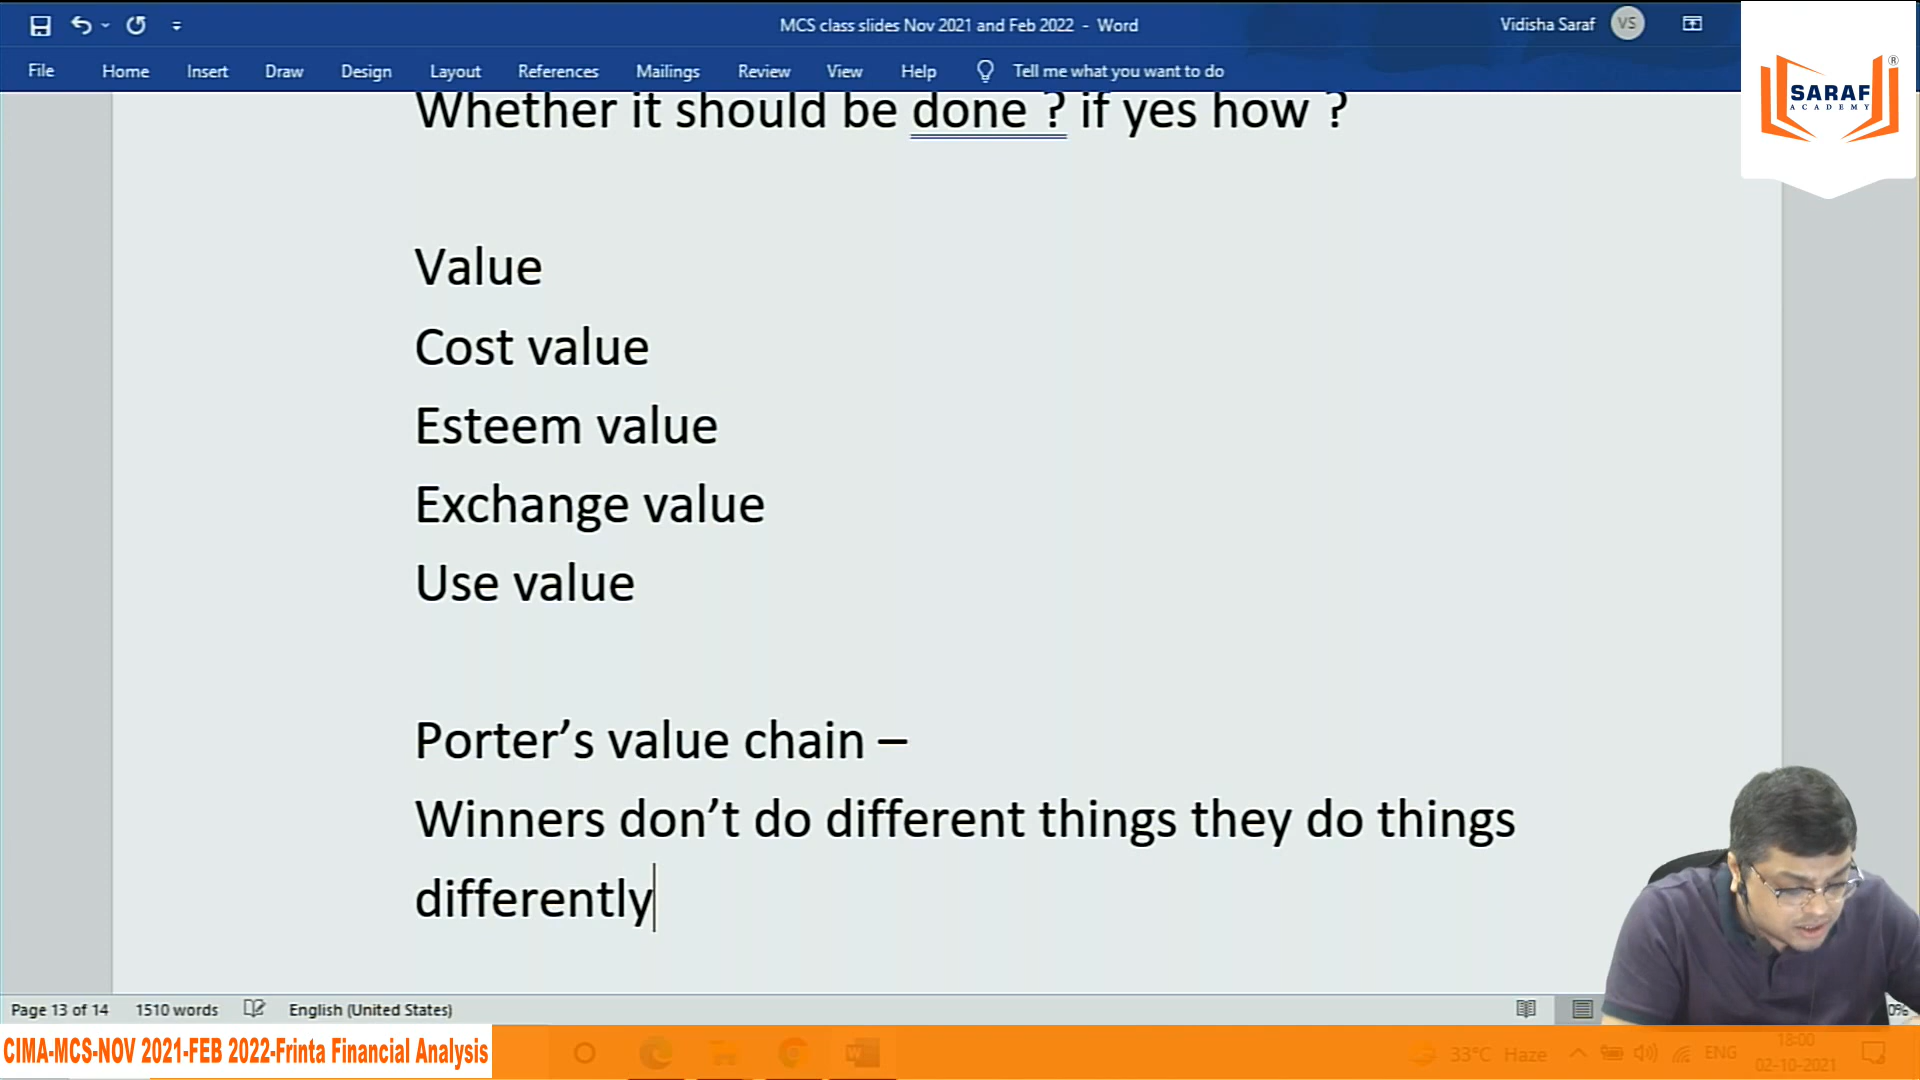 MCS class slides Nov 2021 and Feb 2022 - Word
Vidisha Saraf
VS
File Home Insert Draw Design Layout References Mailings Review View Help Tell me what you want to do
SARAF
ACADEMY
®
Whether it should be done ? if yes how ?
Value
Cost value
Esteem value
Exchange value
Use value
Porter’s value chain –
Winners don’t do different things they do things
differently
Page 13 of 14 1510 words English (United States)
0%
CIMA-MCS-NOV 2021-FEB 2022-Frinta Financial Analysis
33°C Haze ENG
18:00
02-10-2021